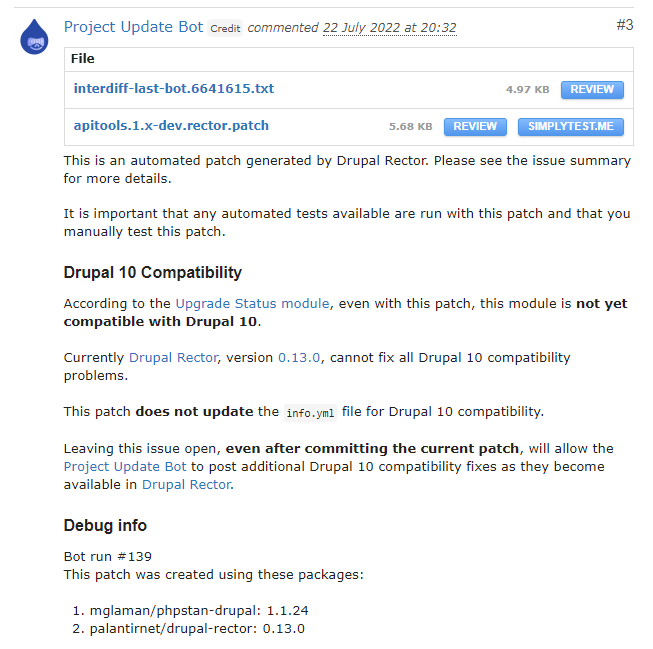 Project Update Bot Credit commented 22 July 2022 at 20:32 #3
File
interdiff-last-bot.6641615.txt 4.97 KB REVIEW
apitools.1.x-dev.rector.patch 5.68 KB REVIEW SIMPLYTEST.ME
This is an automated patch generated by Drupal Rector. Please see the issue summary
for more details.
It is important that any automated tests available are run with this patch and that you
manually test this patch.
Drupal 10 Compatibility
According to the Upgrade Status module, even with this patch, this module is not yet
compatible with Drupal 10.
Currently Drupal Rector, version 0.13.0, cannot fix all Drupal 10 compatibility
problems.
This patch does not update the info.yml file for Drupal 10 compatibility.
Leaving this issue open, even after committing the current patch, will allow the
Project Update Bot to post additional Drupal 10 compatibility fixes as they become
available in Drupal Rector.
Debug info
Bot run #139
This patch was created using these packages:
1. mglaman/phpstan-drupal: 1.1.24
2. palantirnet/drupal-rector: 0.13.0